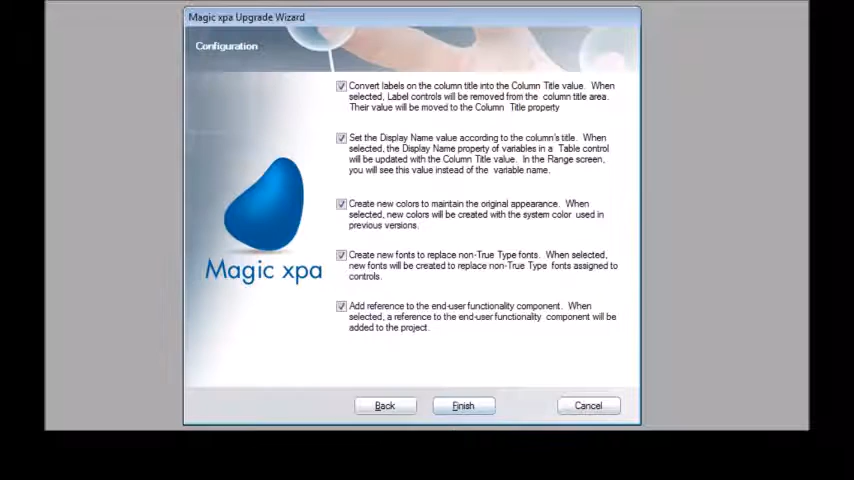 Magic xpa Upgrade Wizard
Configuration
Convert labels on the column title into the Column Title value. When
selected, Label controls will be removed from the column title area.
Their value will be moved to the Column Title property
Set the Display Name value according to the column's title. When
selected, the Display Name property of variables in a Table control
will be updated with the Column Title value. In the Range screen,
you will see this value instead of the variable name.
Create new colors to maintain the original appearance. When
selected, new colors will be created with the system color used in
previous versions.
Create new fonts to replace non-True Type fonts. When selected,
new fonts will be created to replace non-True Type fonts assigned to
controls.
Add reference to the end-user functionality component. When
selected, a reference to the end-user functionality component will be
added to the project.
Magic xpa
Back
Finish
Cancel